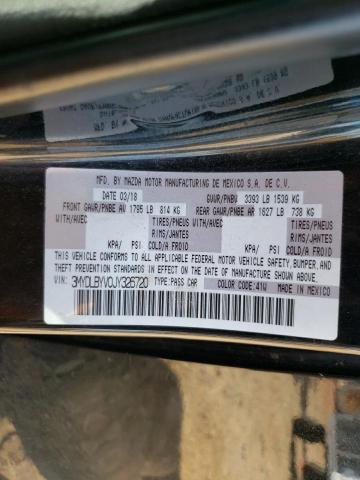 MFD. BY MAZDA MOTOR MANUFACTURING DE MEXICO S.A. DE C.V.
DATE 03/18 GVWR/PNBV 3393 LB 1539 KG
FRONT GAWR/PNBE AV 1795 LB 814 KG REAR GAWR/PNBE AR 1627 LB 738 KG
WITH/AVEC TIRES/PNEUS WITH/AVEC TIRES/PNEUS
RIMS/JANTES RIMS/JANTES
KPA/ PSI COLD/A FROID KPA/ PSI COLD/A FROID
THIS VEHICLE CONFORMS TO ALL APPLICABLE FEDERAL MOTOR VEHICLE SAFETY, BUMPER, AND
THEFT PREVENTION STANDARDS IN EFFECT ON THE DATE OF MANUFACTURE SHOWN ABOVE.
VIN: 3MYDLBYV0JY326720 TYPE: PASS CAR COLOR CODE: 41W
MADE IN MEXICO